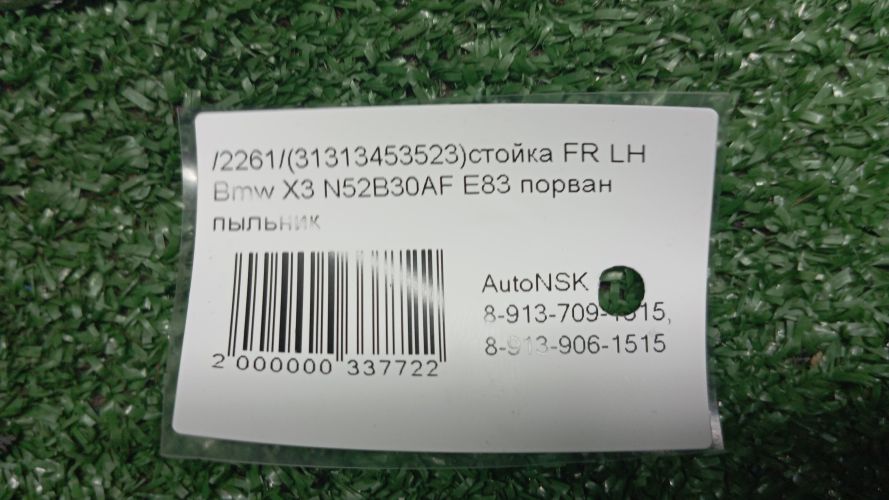 /2261/(31313453523)стойка FR LH
Bmw X3 N52B30AF E83 порван
пыльник
AutoNSK
8-913-709-1515,
8-913-906-1515
2 000000 337722